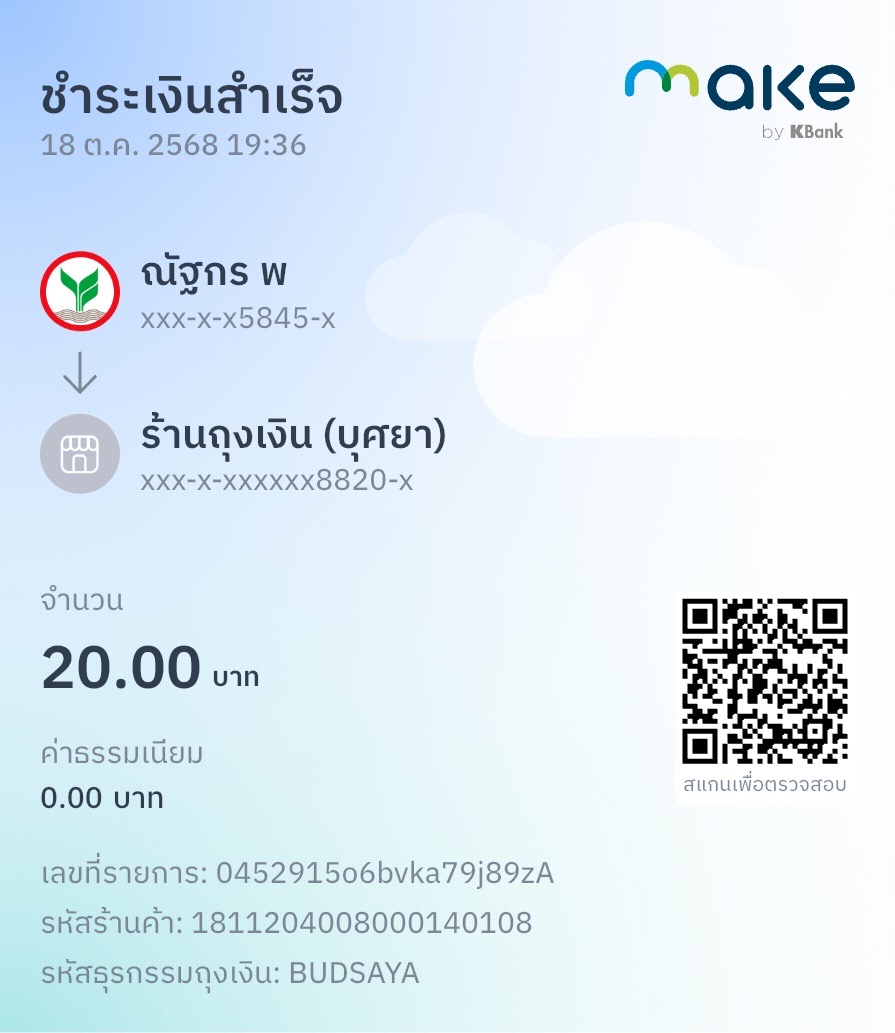 ชำระเงินสำเร็จ
18 ต.ค. 2568 19:36
make
by KBank
ณัฐกร พ
xxx-x-x5845-x
ร้านถุงเงิน (บุศยา)
xxx-x-xxxxxx8820-x
จำนวน
20.00 บาท
ค่าธรรมเนียม
0.00 บาท
สแกนเพื่อตรวจสอบ
เลขที่รายการ: 0452915o6bvka79j89zA
รหัสร้านค้า: 1811204008000140108
รหัสธุรกรรมถุงเงิน: BUDSAYA